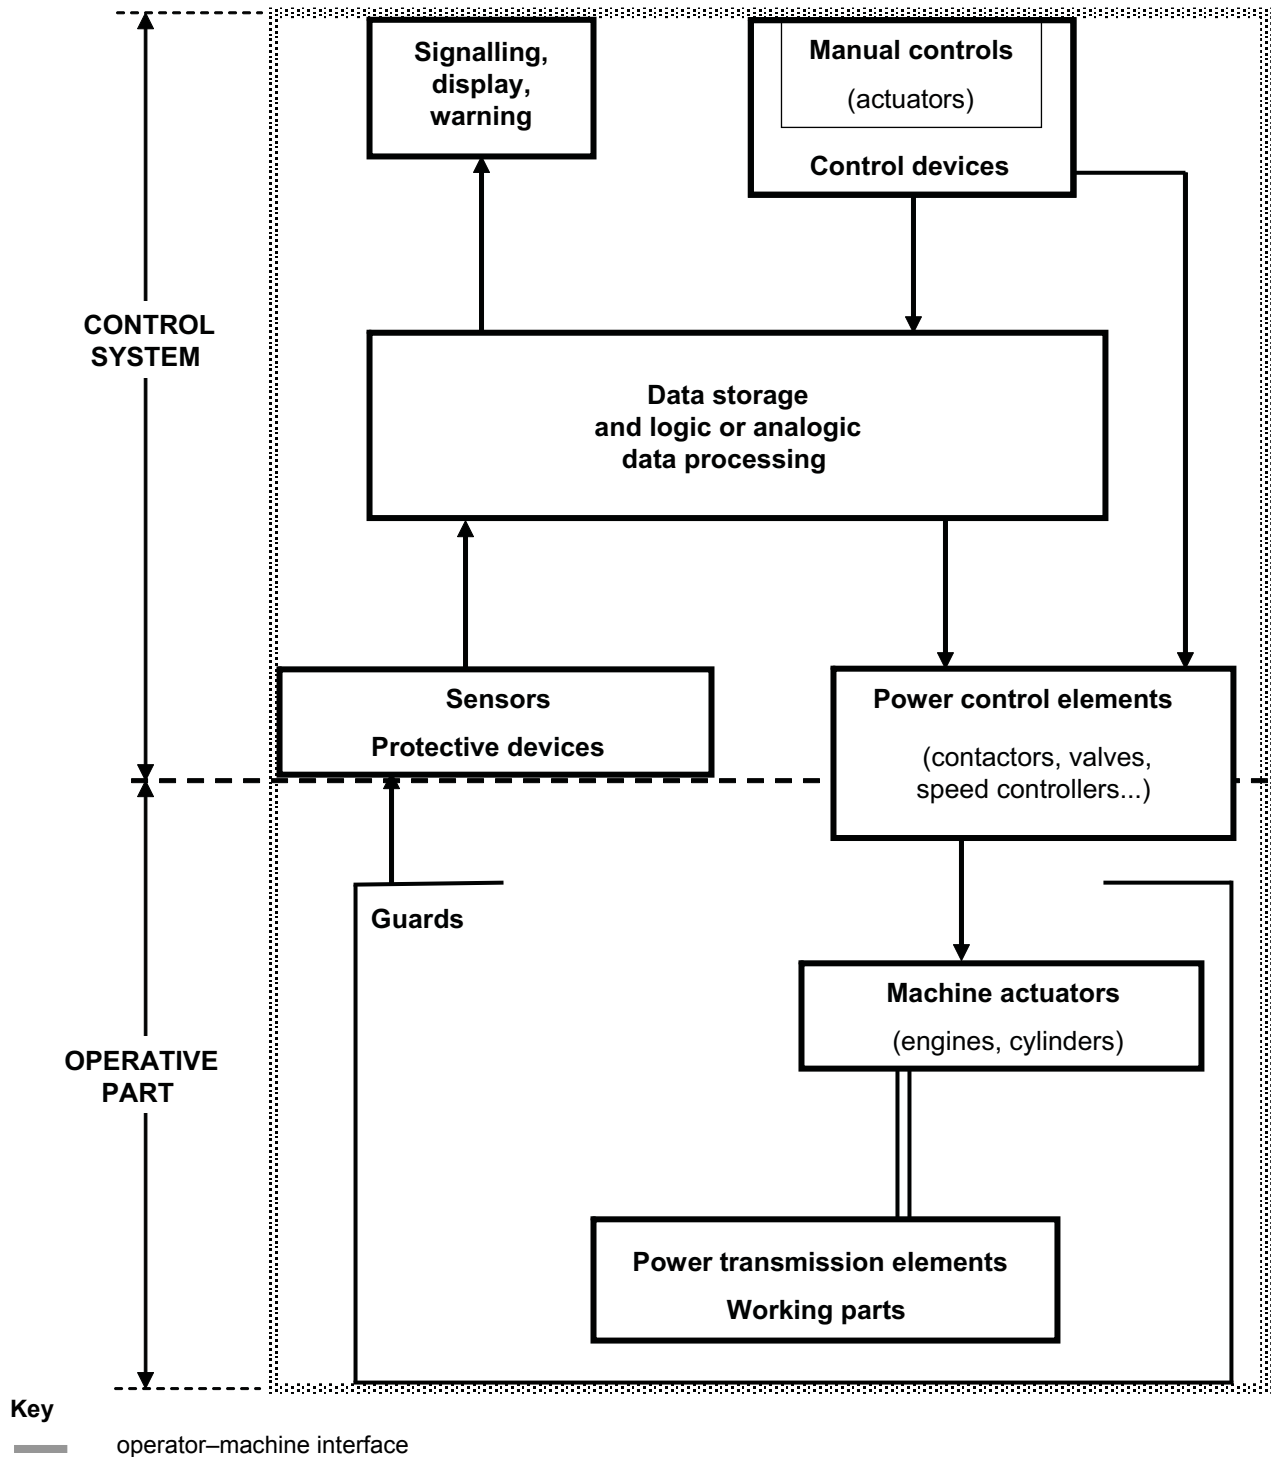 Signalling,
display,
warning
Manual controls
(actuators)
Control devices
CONTROL
SYSTEM
Data storage
and logic or analogic
data processing
Sensors
Protective devices
Power control elements
(contactors, valves,
speed controllers...)
Guards
Machine actuators
(engines, cylinders)
OPERATIVE
PART
Power transmission elements
Working parts
Key
operator–machine interface